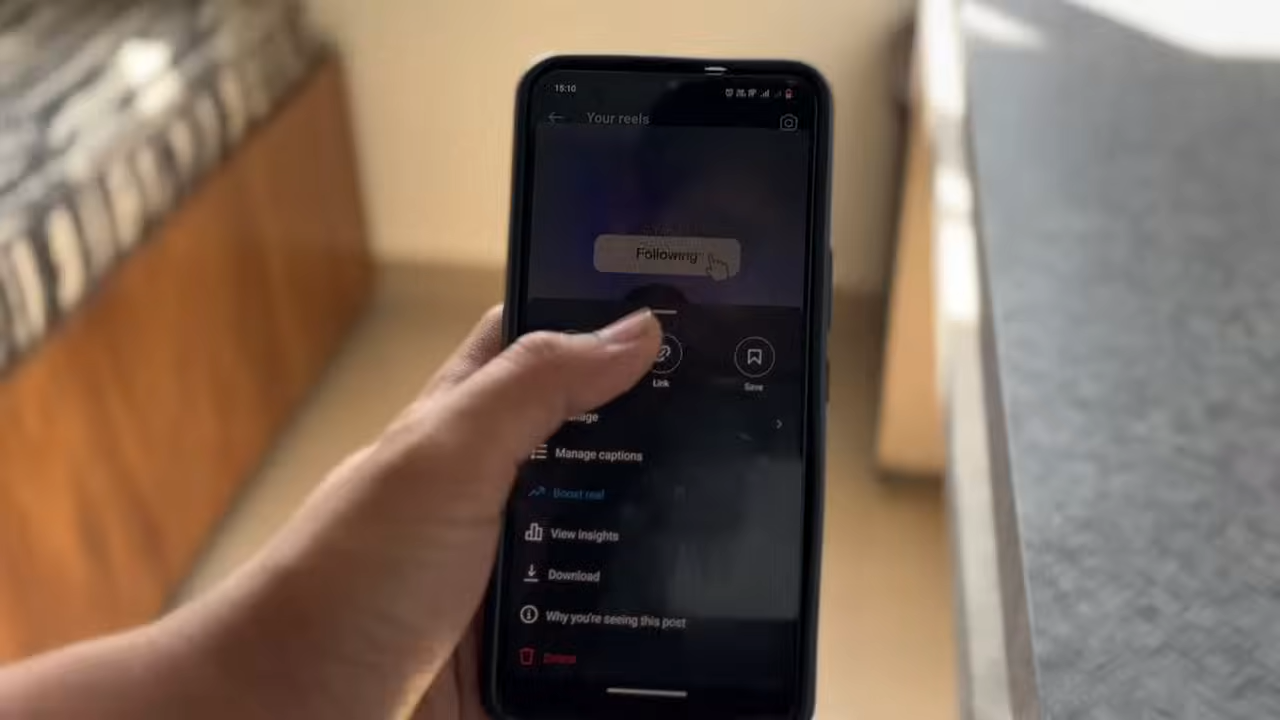 15:10
Your reels
Following
Link
Save
Manage captions
Boost reel
View insights
Download
Why you're seeing this post
Delete